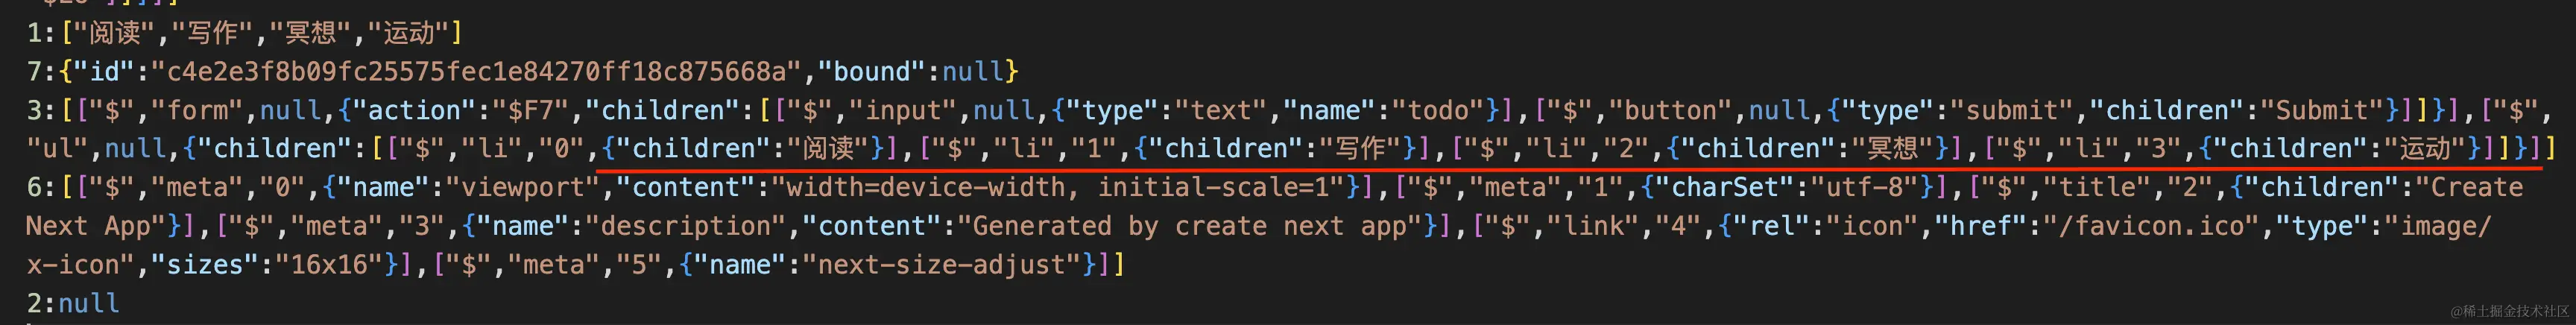 1:["阅读","写作","冥想","运动"]
7:{"id":"c4e2e3f8b09fc25575fec1e84270ff18c875668a","bound":null}
3:[["$","form",null,{"action":"$F7","children":[["$","input",null,{"type":"text","name":"todo"}],["$","button",null,{"type":"submit","children":"Submit"}]]}],["$",
"ul",null,{"children":[["$","li","0",{"children":"阅读"}],["$","li","1",{"children":"写作"}],["$","li","2",{"children":"冥想"}],["$","li","3",{"children":"运动"}]]}]]
6:[["$","meta","0",{"name":"viewport","content":"width=device-width, initial-scale=1"}],["$","meta","1",{"charSet":"utf-8"}],["$","title","2",{"children":"Create
Next App"}],["$","meta","3",{"name":"description","content":"Generated by create next app"}],["$","link","4",{"rel":"icon","href":"/favicon.ico","type":"image/
x-icon","sizes":"16x16"}],["$","meta","5",{"name":"next-size-adjust"}]]
2:null
@稀土掘金技术社区